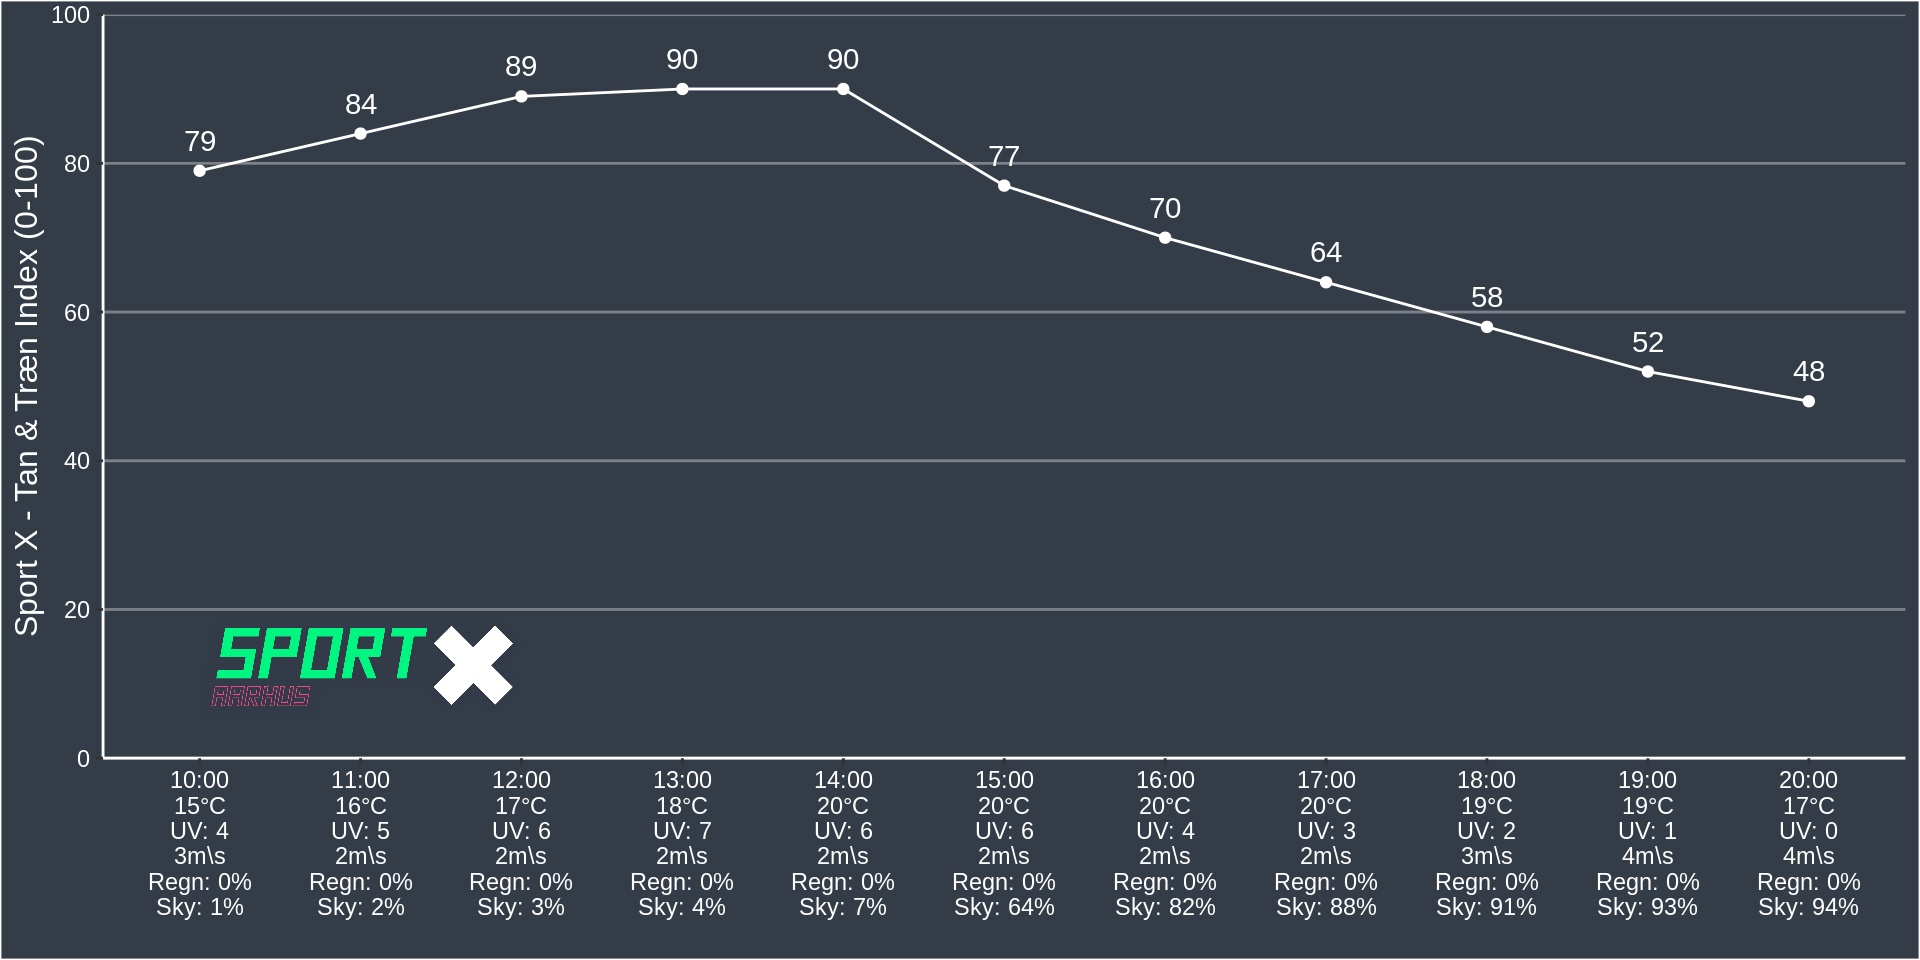 Sport X - Tan & Træn Index (0-100)
100
80
60
40
20
0
79
84
89
90
90
77
70
64
58
52
48
SPORT X
AARHUS
10:00 11:00 12:00 13:00 14:00 15:00 16:00 17:00 18:00 19:00 20:00
15°C 16°C 17°C 18°C 20°C 20°C 20°C 20°C 19°C 19°C 17°C
UV: 4 UV: 5 UV: 6 UV: 7 UV: 6 UV: 6 UV: 4 UV: 3 UV: 2 UV: 1 UV: 0
3m\s 2m\s 2m\s 2m\s 2m\s 2m\s 2m\s 2m\s 3m\s 4m\s 4m\s
Regn: 0% Regn: 0% Regn: 0% Regn: 0% Regn: 0% Regn: 0% Regn: 0% Regn: 0% Regn: 0% Regn: 0% Regn: 0%
Sky: 1% Sky: 2% Sky: 3% Sky: 4% Sky: 7% Sky: 64% Sky: 82% Sky: 88% Sky: 91% Sky: 93% Sky: 94%